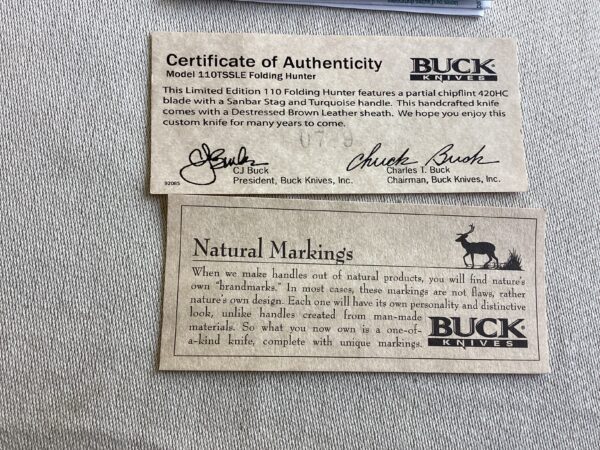 Certificate of Authenticity
Model 110TSSLE Folding Hunter
BUCK
KNIVES
This Limited Edition 110 Folding Hunter features a partial chipflint 420HC
blade with a Sanbar Stag and Turquoise handle. This handcrafted knife
comes with a Destressed Brown Leather sheath. We hope you enjoy this
custom knife for many years to come.
CJ Buck
Chuck Buck
CJ Buck
President, Buck Knives, Inc.
Charles T. Buck
Chairman, Buck Knives, Inc.
92085
Natural Markings
When we make handles out of natural products, you will find nature's
own "brandmarks." In most cases, these markings are not flaws, rather
nature's own design. Each one will have its own personality and distinctive
look, unlike handles created from man-made
materials. So what you now own is a one-of-
a-kind knife, complete with unique markings.
BUCK
KNIVES